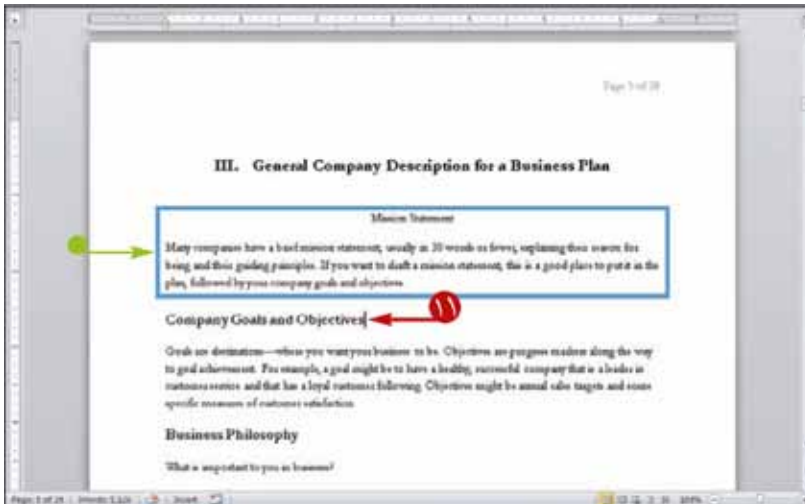 Page 5 of 28
III. General Company Description for a Business Plan
Mission Statement
Many companies have a brief mission statement, usually in 30 words or fewer, explaining their reason for
being and their guiding principles. If you want to draft a mission statement, this is a good place to put it in the
plan, followed by your company goals and objectives.
Company Goals and Objectives
Goals are destinations—where you want your business to be. Objectives are progress markers along the way
to goal achievement. For example, a goal might be to have a healthy, successful company that is a leader in
customer service and that has a loyal customer following. Objectives might be annual sales targets and some
specific measures of customer satisfaction.
Business Philosophy
What is important to you in business?
Insert